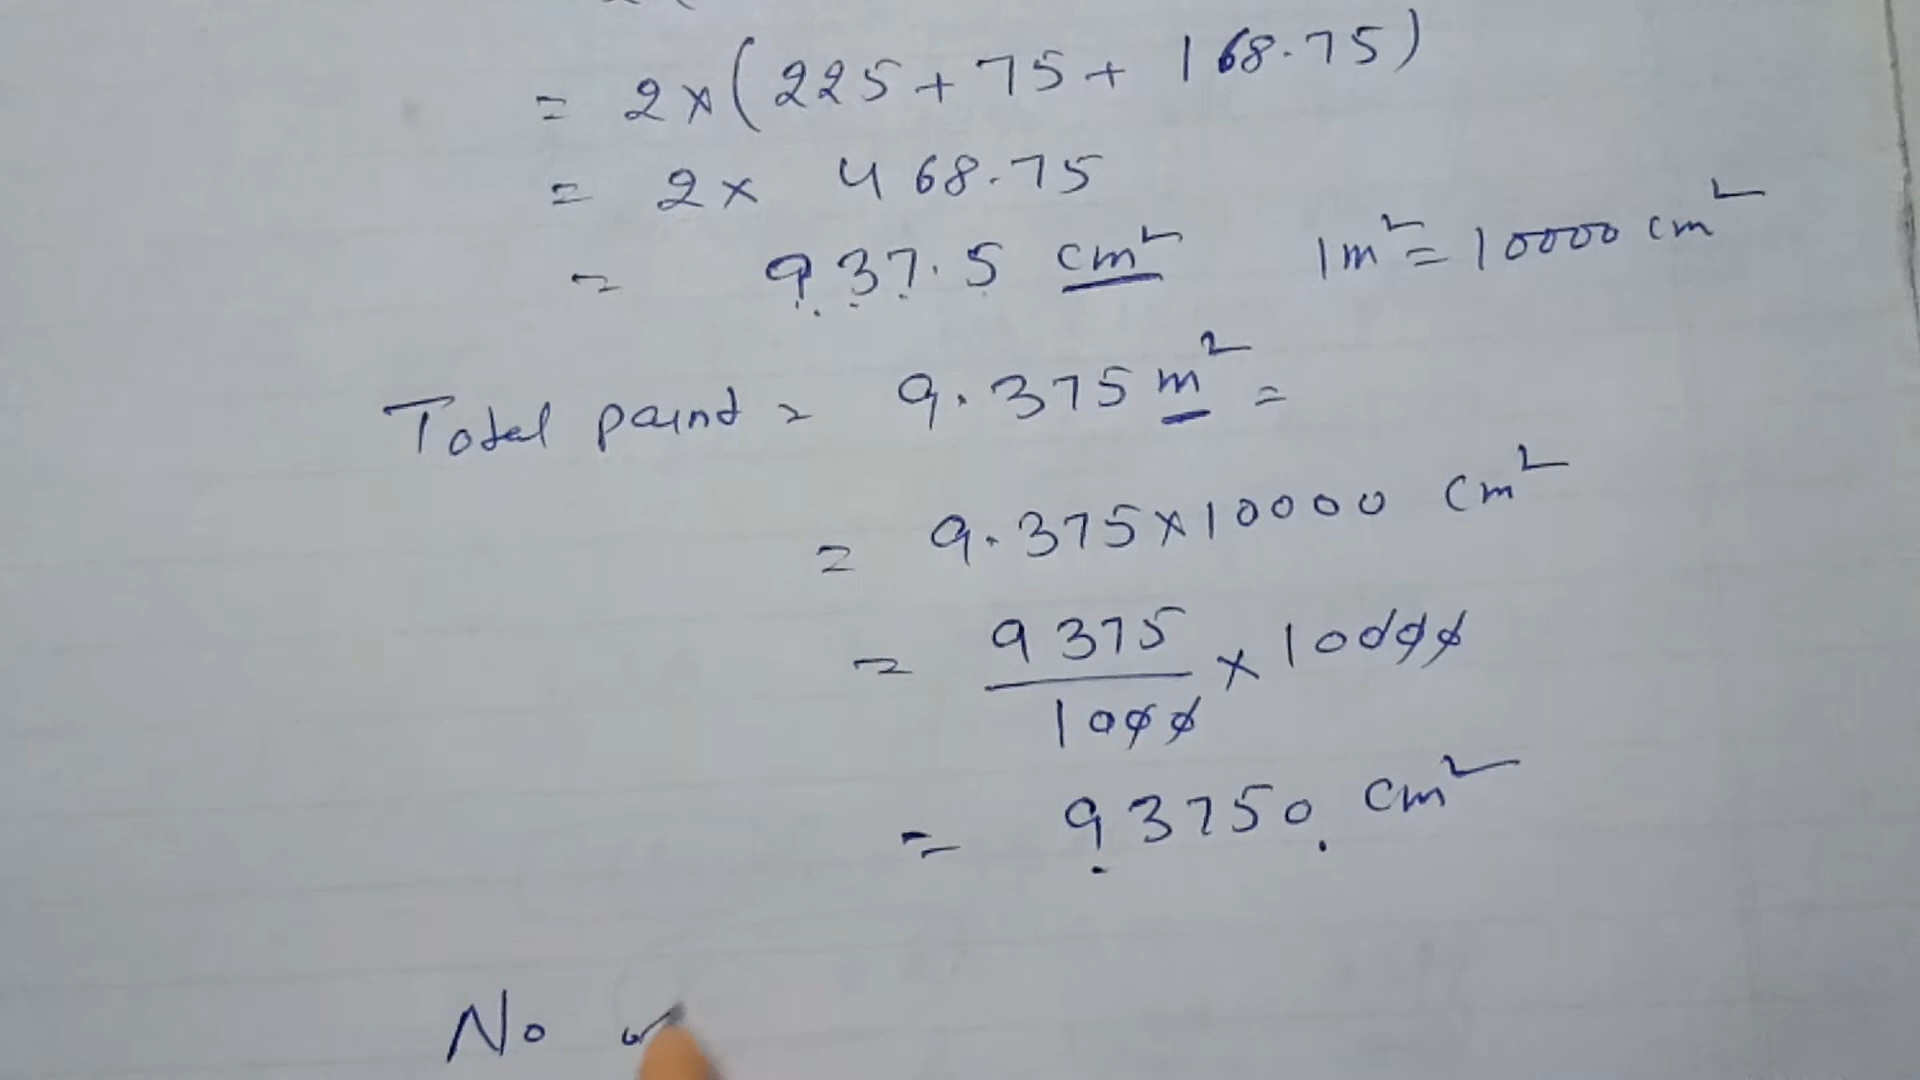 = 2×(225+75+168.75)
= 2× 468.75
= 937.5 cm² 1m²=10000 cm²
Total paint = 9.375 m² =
= 9.375×10000 cm²
= 9375/1000 × 10000
= 93750 cm²
No